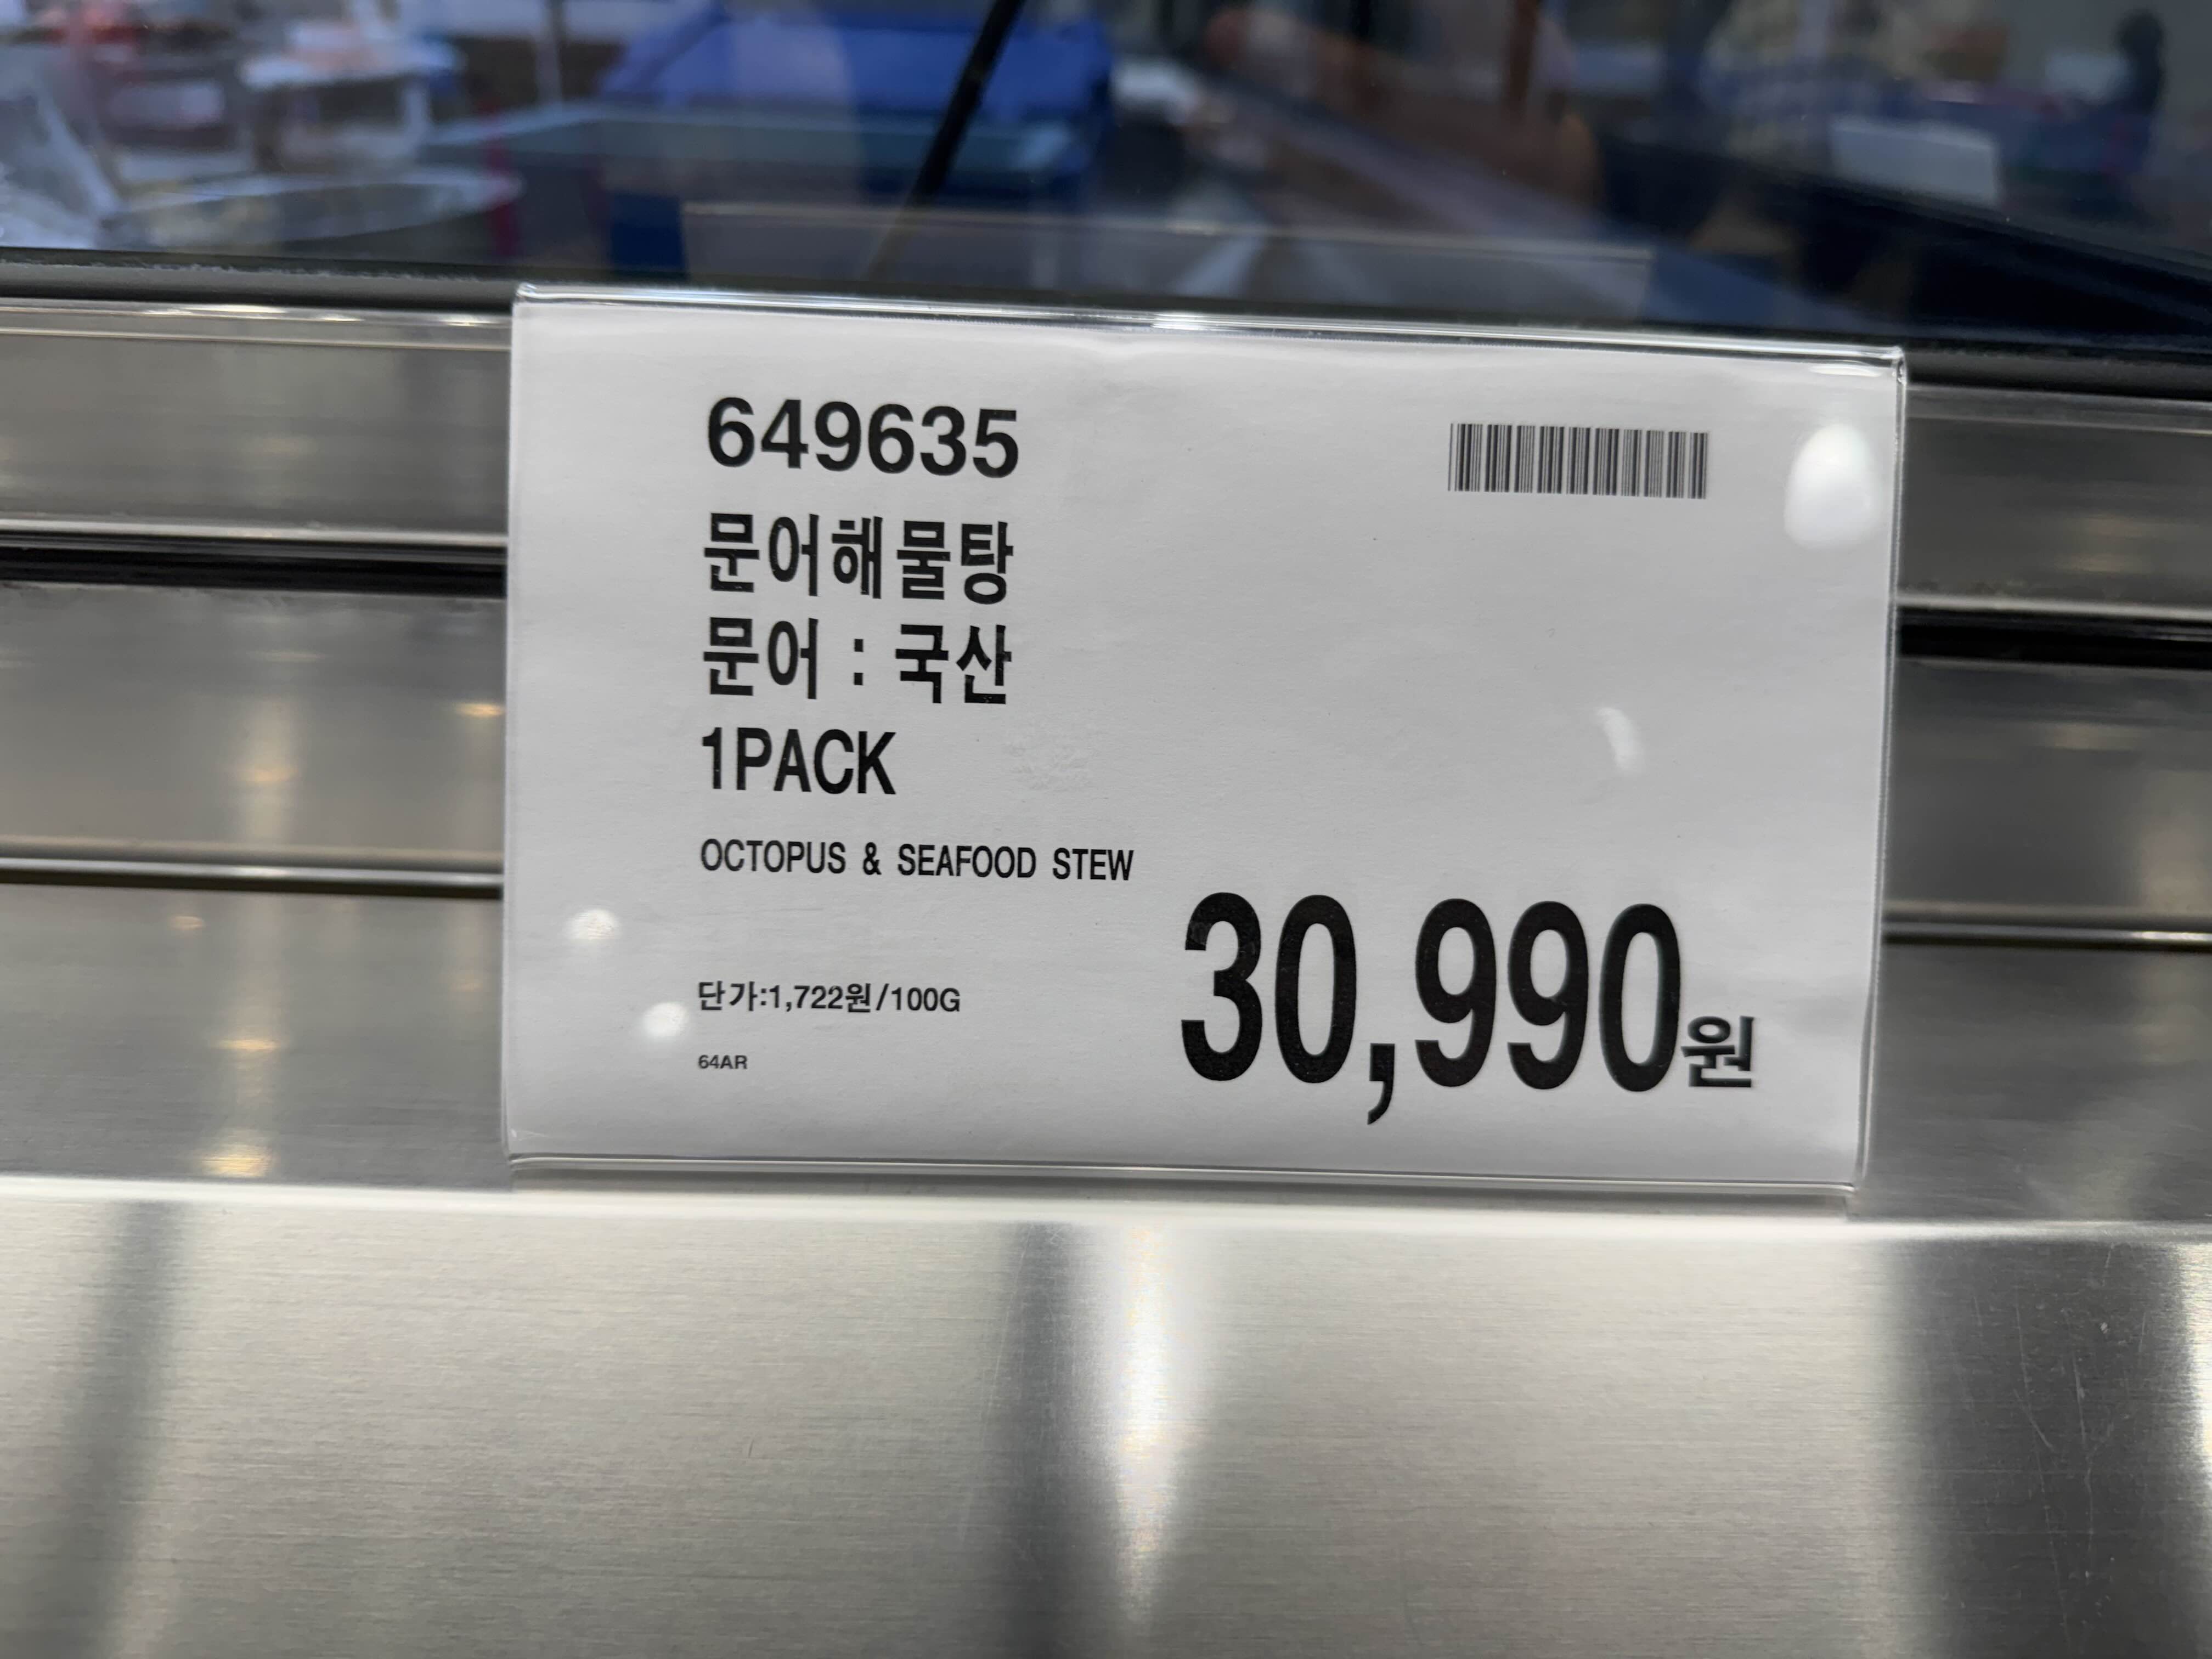 649635
문어해물탕
문어 : 국산
1PACK
OCTOPUS & SEAFOOD STEW
30,990원
단가:1,722원/100G
64AR